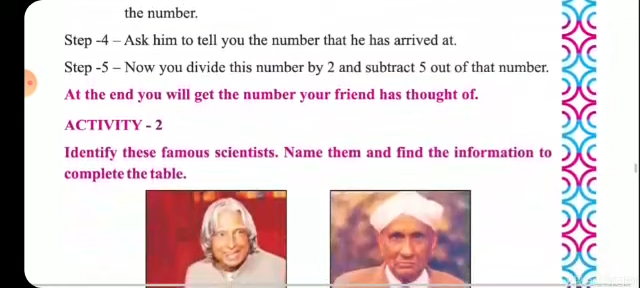 the number.
Step -4 – Ask him to tell you the number that he has arrived at.
Step -5 – Now you divide this number by 2 and subtract 5 out of that number.
At the end you will get the number your friend has thought of.
ACTIVITY - 2
Identify these famous scientists. Name them and find the information to
complete the table.